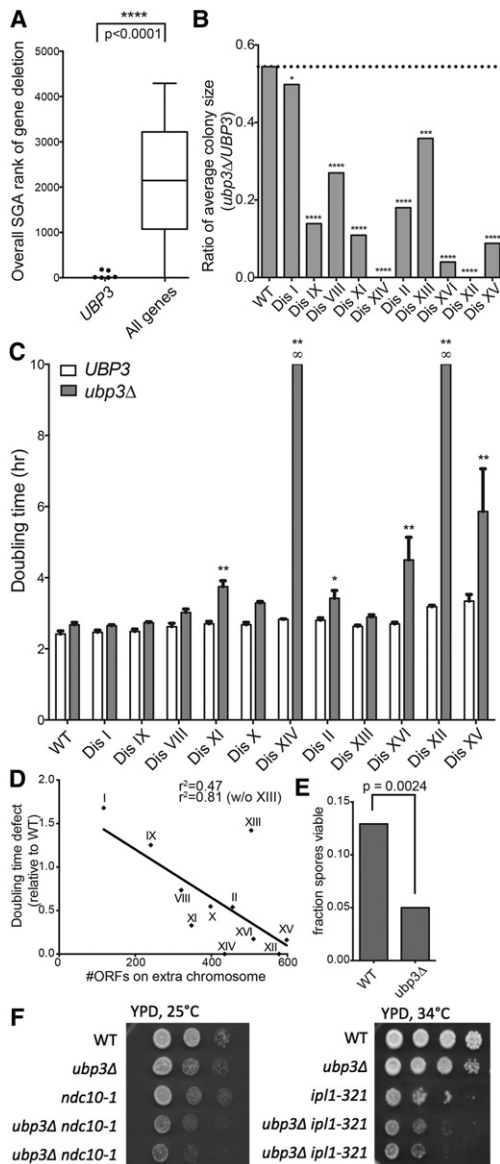 A
****
p<0.0001
Overall SGA rank of gene deletion
5000
4000
3000
2000
1000
0
UBP3
All genes
B
Ratio of average colony size
(ubp3Δ/UBP3)
0.6
0.4
0.2
0.0
*
****
****
****
****
****
***
****
****
****
WT
Dis I
Dis IX
Dis VIII
Dis XI
Dis XIV
Dis II
Dis XIII
Dis XVI
Dis XII
Dis XV
C
UBP3
ubp3Δ
Doubling time (hr)
10
8
6
4
2
0
**
**
∞
*
**
**
∞
**
WT
Dis I
Dis IX
Dis VIII
Dis XI
Dis X
Dis XIV
Dis II
Dis XIII
Dis XVI
Dis XII
Dis XV
D
r²=0.47
r²=0.81 (w/o XIII)
Doubling time defect
(relative to WT)
2.0
1.5
1.0
0.5
0.0
I
IX
VIII
XI
X
II
XIII
XIV
XVI
XII
XV
0
200
400
600
#ORFs on extra chromosome
E
p = 0.0024
fraction spores viable
0.15
0.10
0.05
0.00
WT
ubp3Δ
F
YPD, 25°C
WT
ubp3Δ
ndc10-1
ubp3Δ ndc10-1
ubp3Δ ndc10-1
YPD, 34°C
WT
ubp3Δ
ipl1-321
ubp3Δ ipl1-321
ubp3Δ ipl1-321